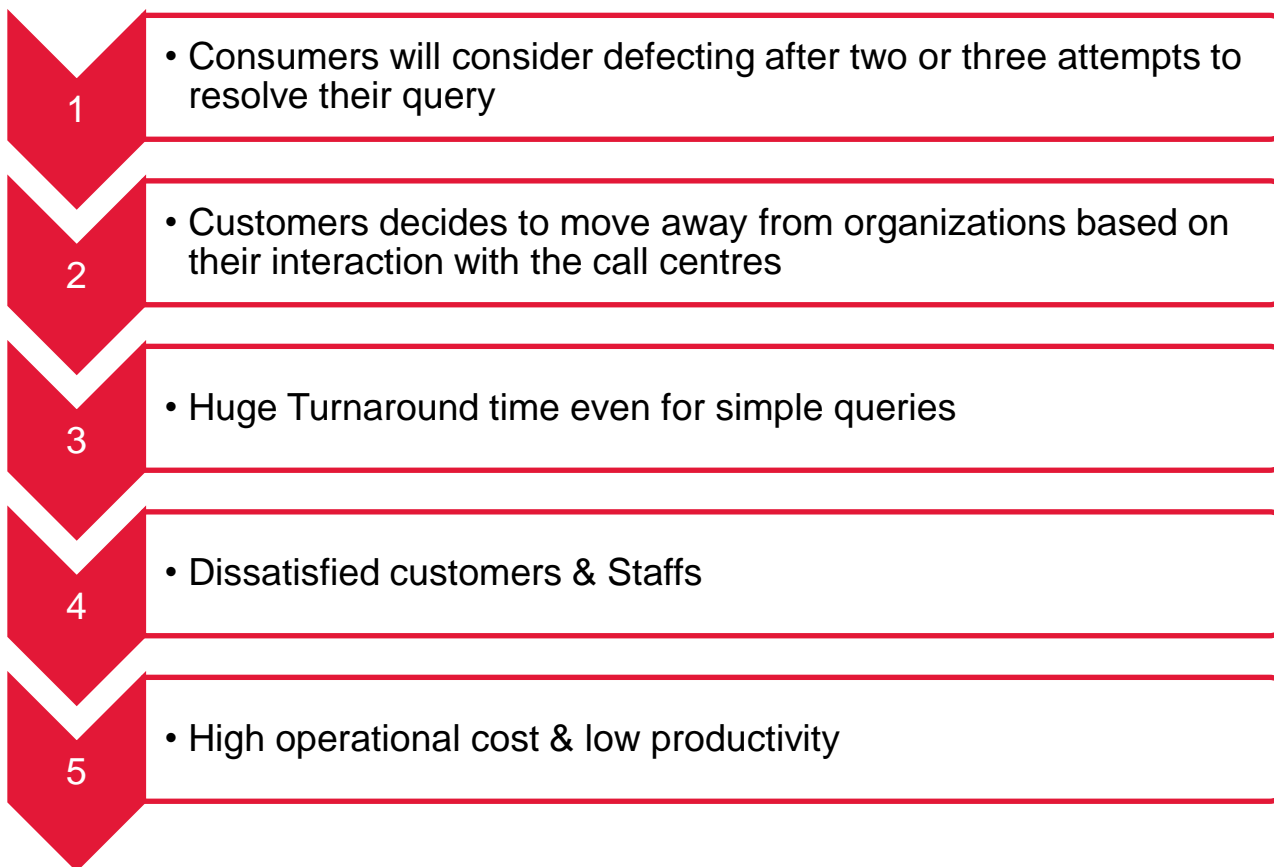 1
• Consumers will consider defecting after two or three attempts to
resolve their query
2
• Customers decides to move away from organizations based on
their interaction with the call centres
3
• Huge Turnaround time even for simple queries
4
• Dissatisfied customers & Staffs
5
• High operational cost & low productivity